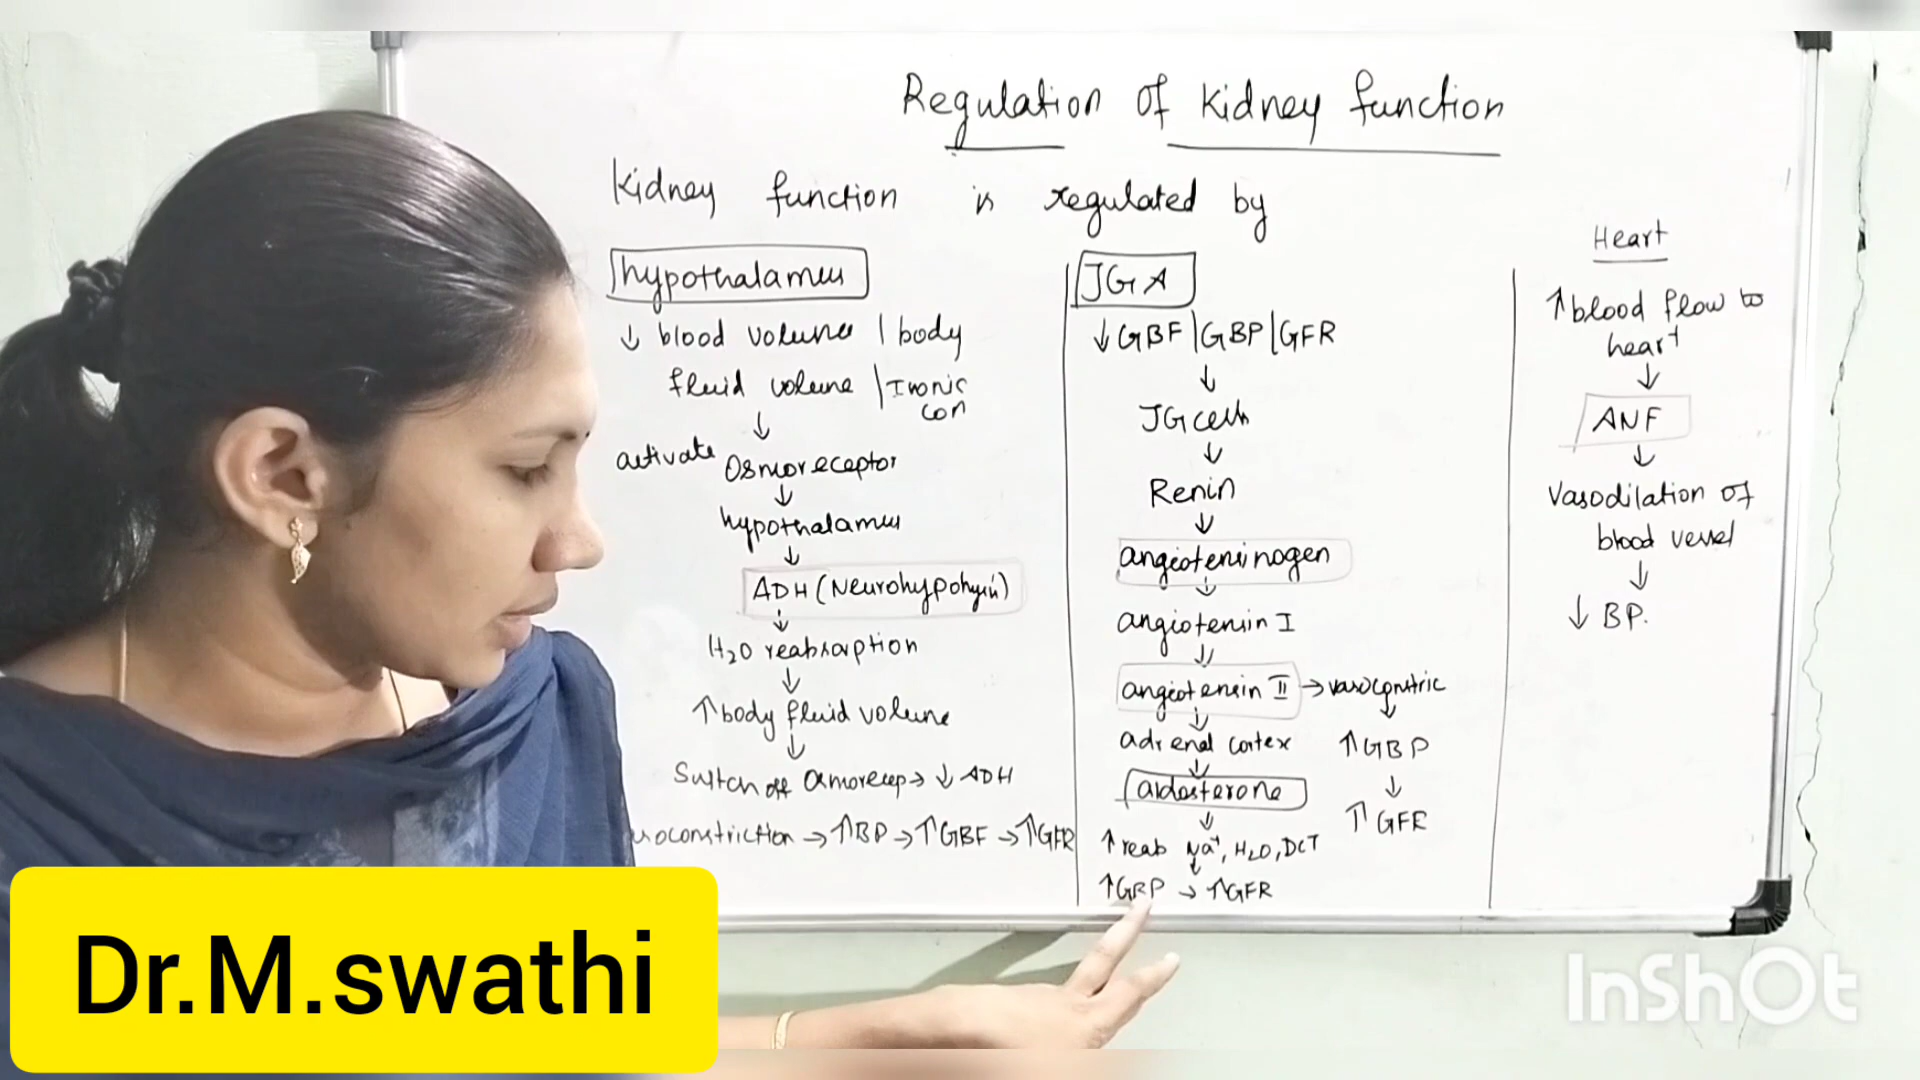 Regulation of Kidney function
Kidney function is regulated by
hypothalamus
↓ blood volume | body
fluid volume | Iwonic
con
↓
activate Osmoreceptor
↓
hypothalamus
↓
ADH (Neurohypohysis)
↓
H2O reabsorption
↓
↑ body fluid volume
↓
Switch off Osmorecep → ↓ ADH
oconstriction → ↑BP → ↑GBF → ↑GFR
JGA
↓ GBF | GBP | GFR
↓
JG cells
↓
Renin
↓
angiotensinogen
↓
angiotensin I
↓
angiotensin II → vasoconstric
↓
adrenal cortex
↓
aldosterone
↓
↑ reab Na+, H2O, DCT
↓
↑GBP → ↑GFR
↓
↑GBP
↓
↑GFR
Heart
↑ blood flow to
heart
↓
ANF
↓
Vasodilation of
blood vessel
↓
↓ BP.
Dr.M.swathi
InShOt